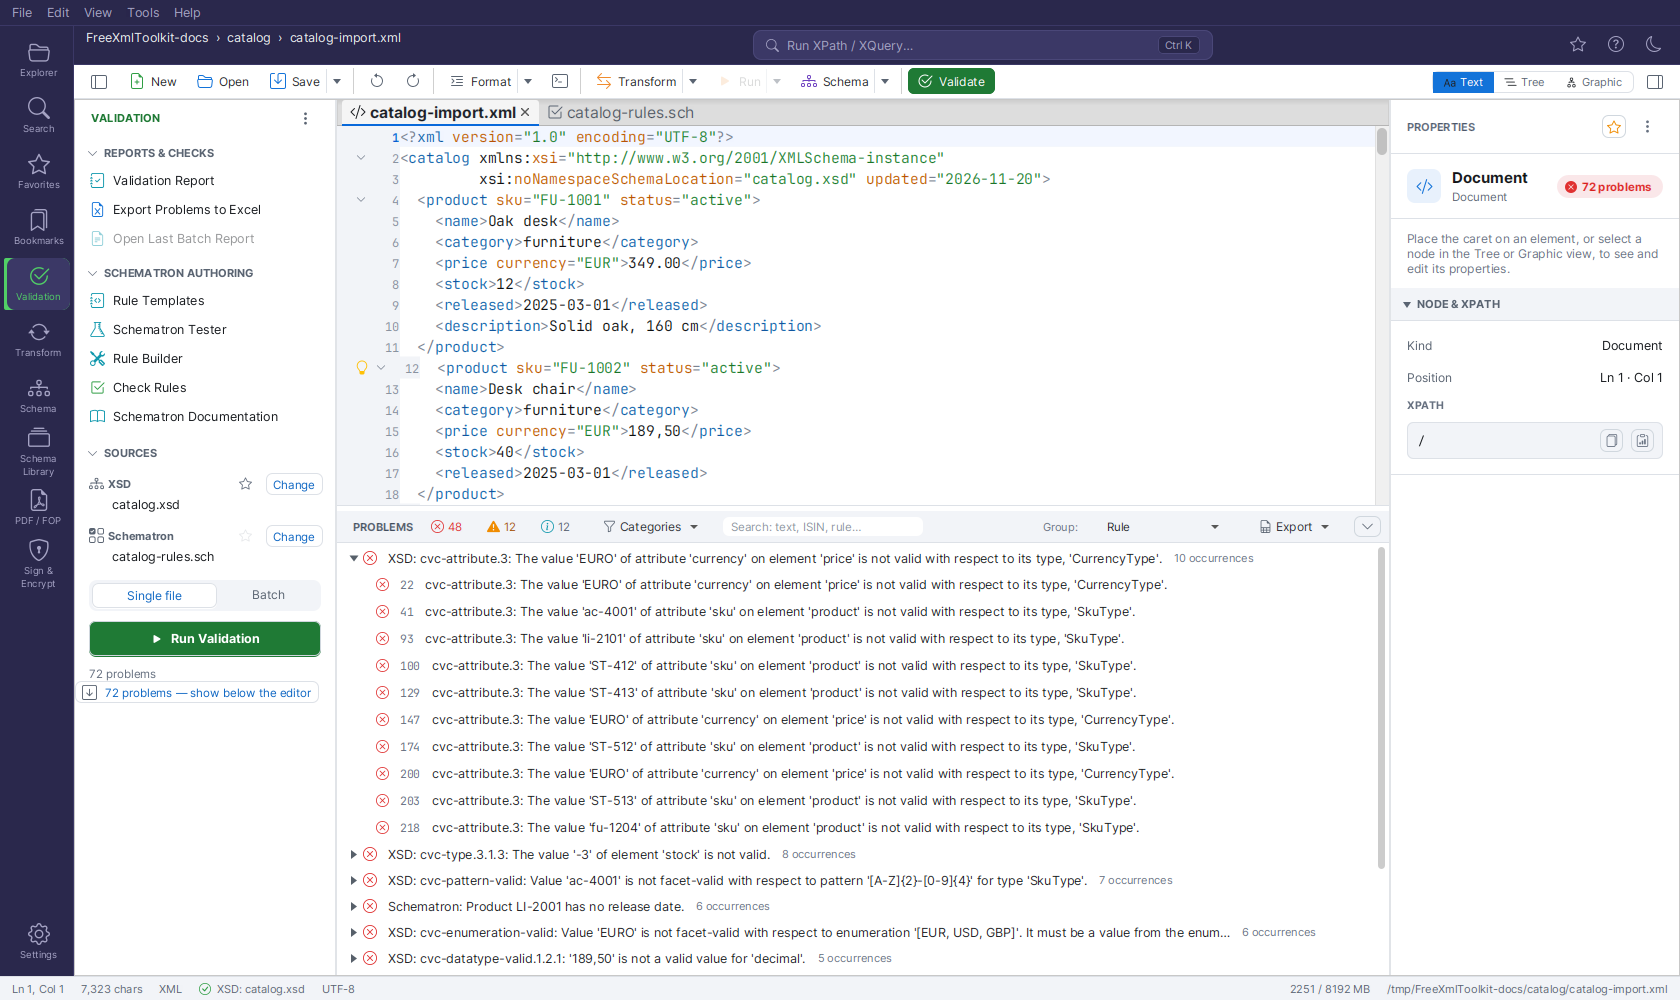 File Edit View Tools Help
FreeXmlToolkit-docs › catalog › catalog-import.xml
Run XPath / XQuery... Ctrl K
Explorer
Search
Favorites
Bookmarks
Validation
Transform
Schema
Schema Library
PDF / FOP
Sign & Encrypt
Settings
New Open Save Format Transform Run Schema Validate Aa Text Tree Graphic
VALIDATION
REPORTS & CHECKS
Validation Report
Export Problems to Excel
Open Last Batch Report
SCHEMATRON AUTHORING
Rule Templates
Schematron Tester
Rule Builder
Check Rules
Schematron Documentation
SOURCES
XSD Change
catalog.xsd
Schematron Change
catalog-rules.sch
Single file Batch
Run Validation
72 problems
72 problems — show below the editor
catalog-import.xml catalog-rules.sch
1 <?xml version="1.0" encoding="UTF-8"?>
2 <catalog xmlns:xsi="http://www.w3.org/2001/XMLSchema-instance"
3 xsi:noNamespaceSchemaLocation="catalog.xsd" updated="2026-11-20">
4 <product sku="FU-1001" status="active">
5 <name>Oak desk</name>
6 <category>furniture</category>
7 <price currency="EUR">349.00</price>
8 <stock>12</stock>
9 <released>2025-03-01</released>
10 <description>Solid oak, 160 cm</description>
11 </product>
12 <product sku="FU-1002" status="active">
13 <name>Desk chair</name>
14 <category>furniture</category>
15 <price currency="EUR">189,50</price>
16 <stock>40</stock>
17 <released>2025-03-01</released>
18 </product>
PROBLEMS 48 12 12 Categories Search: text, ISIN, rule... Group: Rule Export
XSD: cvc-attribute.3: The value 'EURO' of attribute 'currency' on element 'price' is not valid with respect to its type, 'CurrencyType'. 10 occurrences
22 cvc-attribute.3: The value 'EURO' of attribute 'currency' on element 'price' is not valid with respect to its type, 'CurrencyType'.
41 cvc-attribute.3: The value 'ac-4001' of attribute 'sku' on element 'product' is not valid with respect to its type, 'SkuType'.
93 cvc-attribute.3: The value 'li-2101' of attribute 'sku' on element 'product' is not valid with respect to its type, 'SkuType'.
100 cvc-attribute.3: The value 'ST-412' of attribute 'sku' on element 'product' is not valid with respect to its type, 'SkuType'.
129 cvc-attribute.3: The value 'ST-413' of attribute 'sku' on element 'product' is not valid with respect to its type, 'SkuType'.
147 cvc-attribute.3: The value 'EURO' of attribute 'currency' on element 'price' is not valid with respect to its type, 'CurrencyType'.
174 cvc-attribute.3: The value 'ST-512' of attribute 'sku' on element 'product' is not valid with respect to its type, 'SkuType'.
200 cvc-attribute.3: The value 'EURO' of attribute 'currency' on element 'price' is not valid with respect to its type, 'CurrencyType'.
203 cvc-attribute.3: The value 'ST-513' of attribute 'sku' on element 'product' is not valid with respect to its type, 'SkuType'.
218 cvc-attribute.3: The value 'fu-1204' of attribute 'sku' on element 'product' is not valid with respect to its type, 'SkuType'.
XSD: cvc-type.3.1.3: The value '-3' of element 'stock' is not valid. 8 occurrences
XSD: cvc-pattern-valid: Value 'ac-4001' is not facet-valid with respect to pattern '[A-Z]{2}-[0-9]{4}' for type 'SkuType'. 7 occurrences
Schematron: Product LI-2001 has no release date. 6 occurrences
XSD: cvc-enumeration-valid: Value 'EURO' is not facet-valid with respect to enumeration '[EUR, USD, GBP]'. It must be a value from the enum... 6 occurrences
XSD: cvc-datatype-valid.1.2.1: '189,50' is not a valid value for 'decimal'. 5 occurrences
PROPERTIES
Document
Document
72 problems
Place the caret on an element, or select a
node in the Tree or Graphic view, to see and
edit its properties.
NODE & XPATH
Kind Document
Position Ln 1 · Col 1
XPATH
/
Ln 1, Col 1 7,323 chars XML XSD: catalog.xsd UTF-8 2251 / 8192 MB /tmp/FreeXmlToolkit-docs/catalog/catalog-import.xml